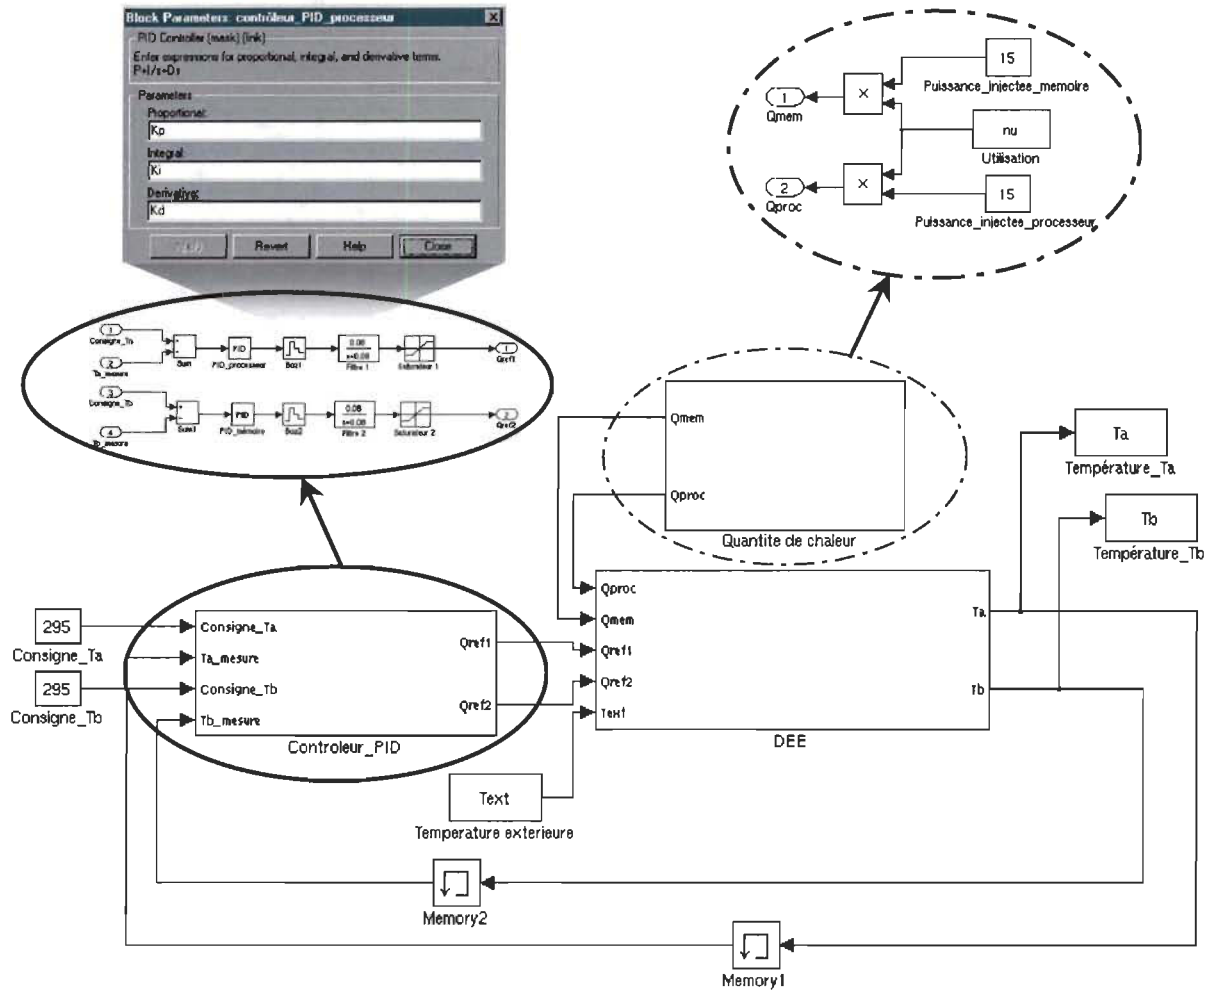 Block Parameters: contrôleur_PID_processeur
PID Controller (mask) (link)
Enter expressions for proportional, integral, and derivative terms.
P+I/s+Ds
Parameters
Proportional:
Kp
Integral:
Ki
Derivative:
Kd
Revert
Help
Close
15
Puissance_injectee_memoire
1
Qmem
×
nu
Utilisation
2
Qproc
×
15
Puissance_injectee_processeur
1
Consigne_Ta
2
Ta_mesure
Sum
PID
PID_processeur
Boz1
0.08
s+0.08
Filtre 1
Saturateur 1
1
Qref1
3
Consigne_Tb
4
Tb_mesure
Sum1
PID
PID_mémoire
Boz2
0.08
s+0.08
Filtre 2
Saturateur 2
2
Qref2
Qmem
Qproc
Quantite de chaleur
Ta
Température_Ta
Tb
Température_Tb
295
Consigne_Ta
295
Consigne_Tb
Consigne_Ta
Ta_mesure
Consigne_Tb
Tb_mesure
Qref1
Qref2
Controleur_PID
Qproc
Qmem
Qref1
Qref2
Text
Ta
Tb
DEE
Text
Temperature exterieure
Memory2
Memory1